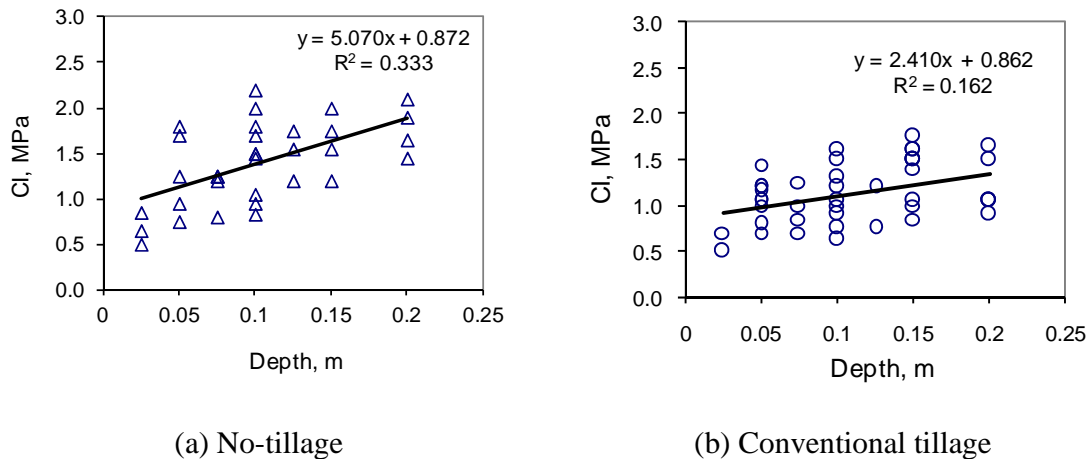 3.0
2.5
2.0
1.5
1.0
0.5
0.0
CI, MPa
y = 5.070x + 0.872
R² = 0.333
0 0.05 0.1 0.15 0.2 0.25
Depth, m
(a) No-tillage
3.0
2.5
2.0
1.5
1.0
0.5
0.0
CI, MPa
y = 2.410x + 0.862
R² = 0.162
0 0.05 0.1 0.15 0.2 0.25
Depth, m
(b) Conventional tillage